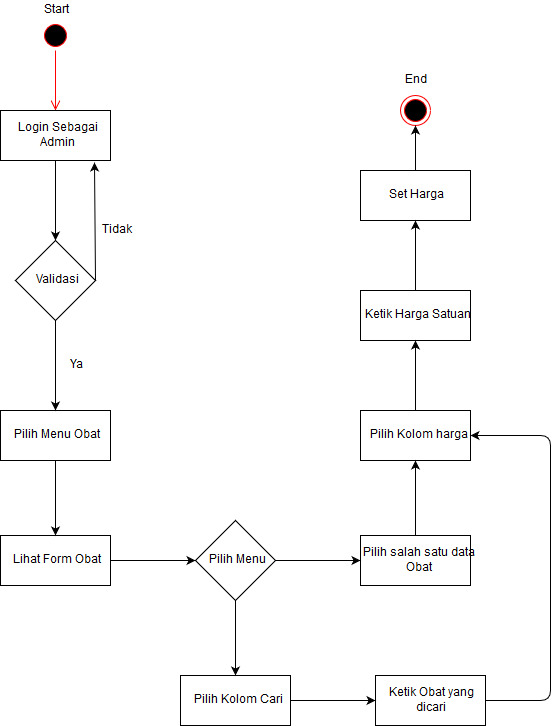 Start
Login Sebagai
Admin
Tidak
Validasi
Ya
Pilih Menu Obat
Lihat Form Obat
Pilih Menu
Pilih Kolom Cari
Ketik Obat yang
dicari
Pilih salah satu data
Obat
Pilih Kolom harga
Ketik Harga Satuan
Set Harga
End